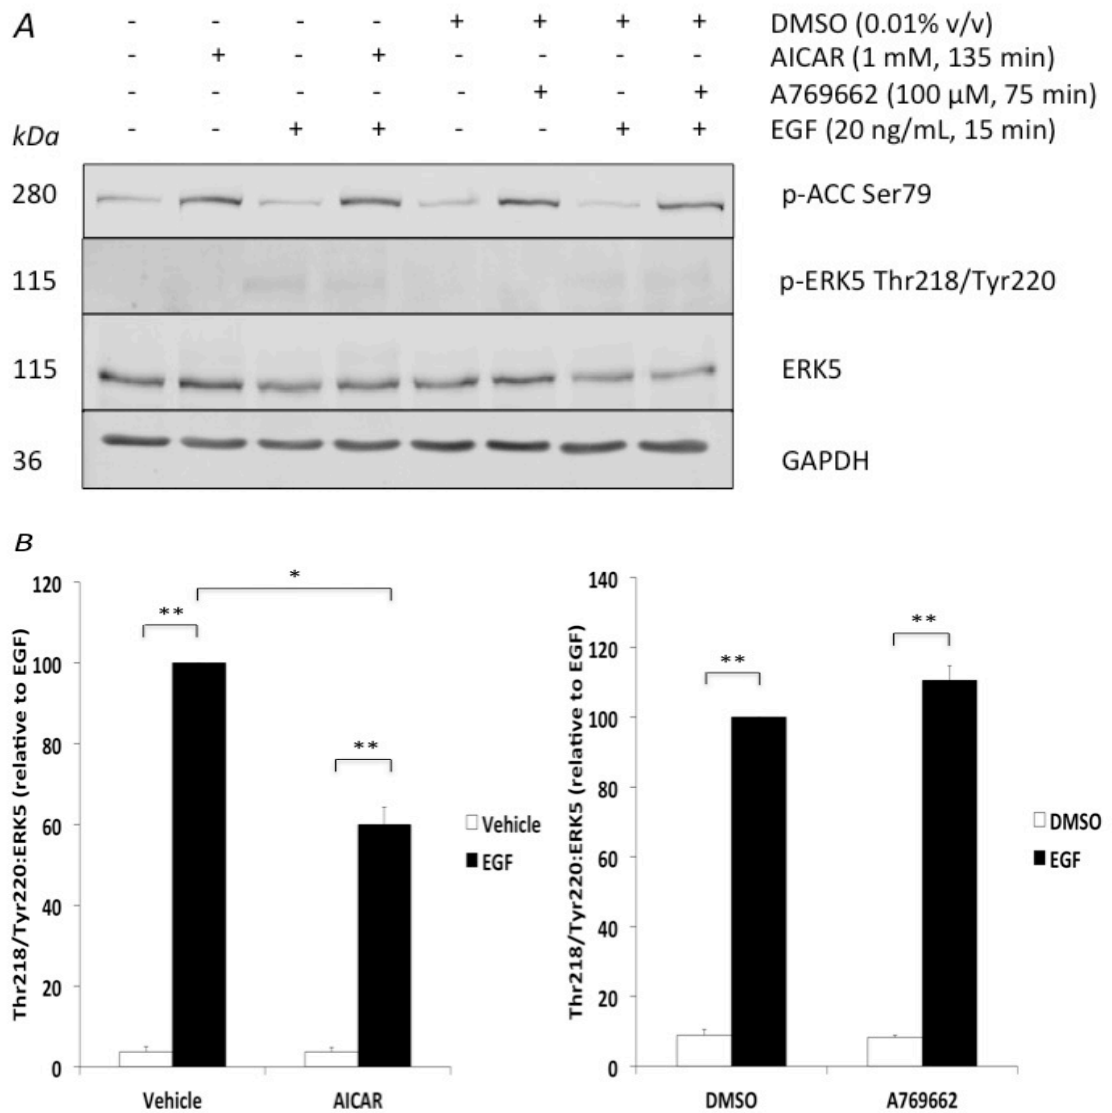 A
- - - - + + + + DMSO (0.01% v/v)
- + - + - - - - AICAR (1 mM, 135 min)
- - - - - + - + A769662 (100 µM, 75 min)
kDa - - + + - - + + EGF (20 ng/mL, 15 min)
280 p-ACC Ser79
115 p-ERK5 Thr218/Tyr220
115 ERK5
36 GAPDH
B
Thr218/Tyr220:ERK5 (relative to EGF)
120
100
80
60
40
20
0
*
**
**
Vehicle
AICAR
Vehicle
EGF
Thr218/Tyr220:ERK5 (relative to EGF)
140
120
100
80
60
40
20
0
**
**
DMSO
A769662
DMSO
EGF